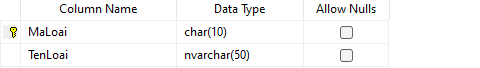 Column Name Data Type Allow Nulls
MaLoai char(10)
TenLoai nvarchar(50)